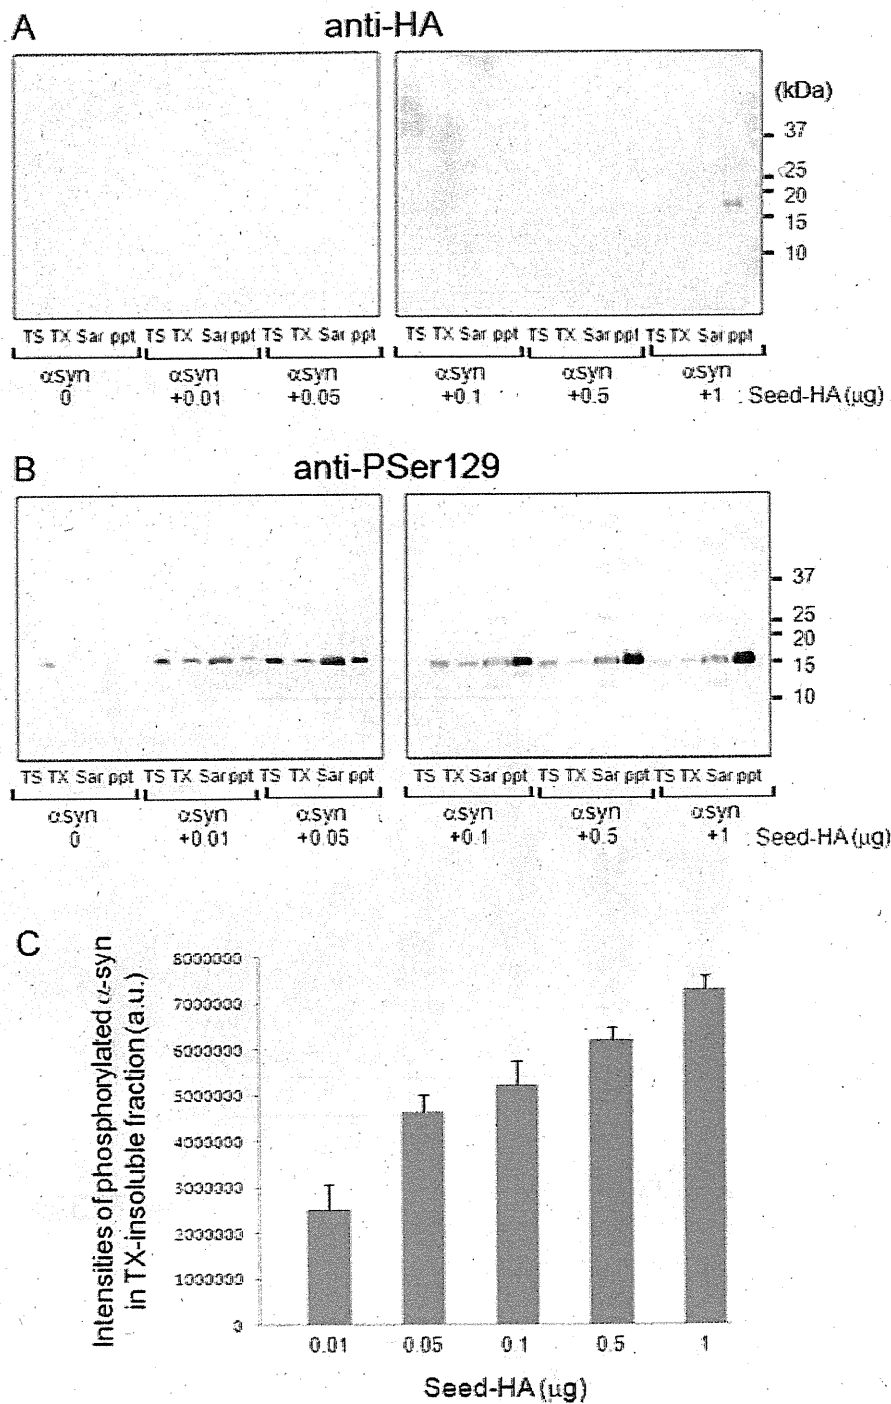 A
anti-HA
(kDa)
37
25
20
15
10
TS TX Sar ppt TS TX Sar ppt TS TX Sar ppt TS TX Sar ppt TS TX Sar ppt TS TX Sar ppt
αsyn αsyn αsyn αsyn αsyn αsyn
0 +0.01 +0.05 +0.1 +0.5 +1 : Seed-HA (μg)
B
anti-PSer129
37
25
20
15
10
TS TX Sar ppt TS TX Sar ppt TS TX Sar ppt TS TX Sar ppt TS TX Sar ppt TS TX Sar ppt
αsyn αsyn αsyn αsyn αsyn αsyn
0 +0.01 +0.05 +0.1 +0.5 +1 : Seed-HA (μg)
C
Intensities of phosphorylated α-syn
in TX-insoluble fraction (a.u.)
8000000
7000000
6000000
5000000
4000000
3000000
2000000
1000000
0
0.01 0.05 0.1 0.5 1
Seed-HA (μg)